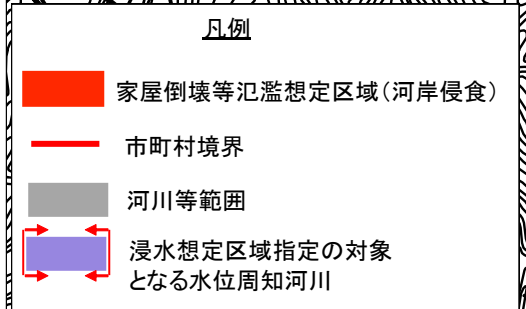 凡例
家屋倒壊等氾濫想定区域(河岸侵食)
市町村境界
河川等範囲
浸水想定区域指定の対象
となる水位周知河川